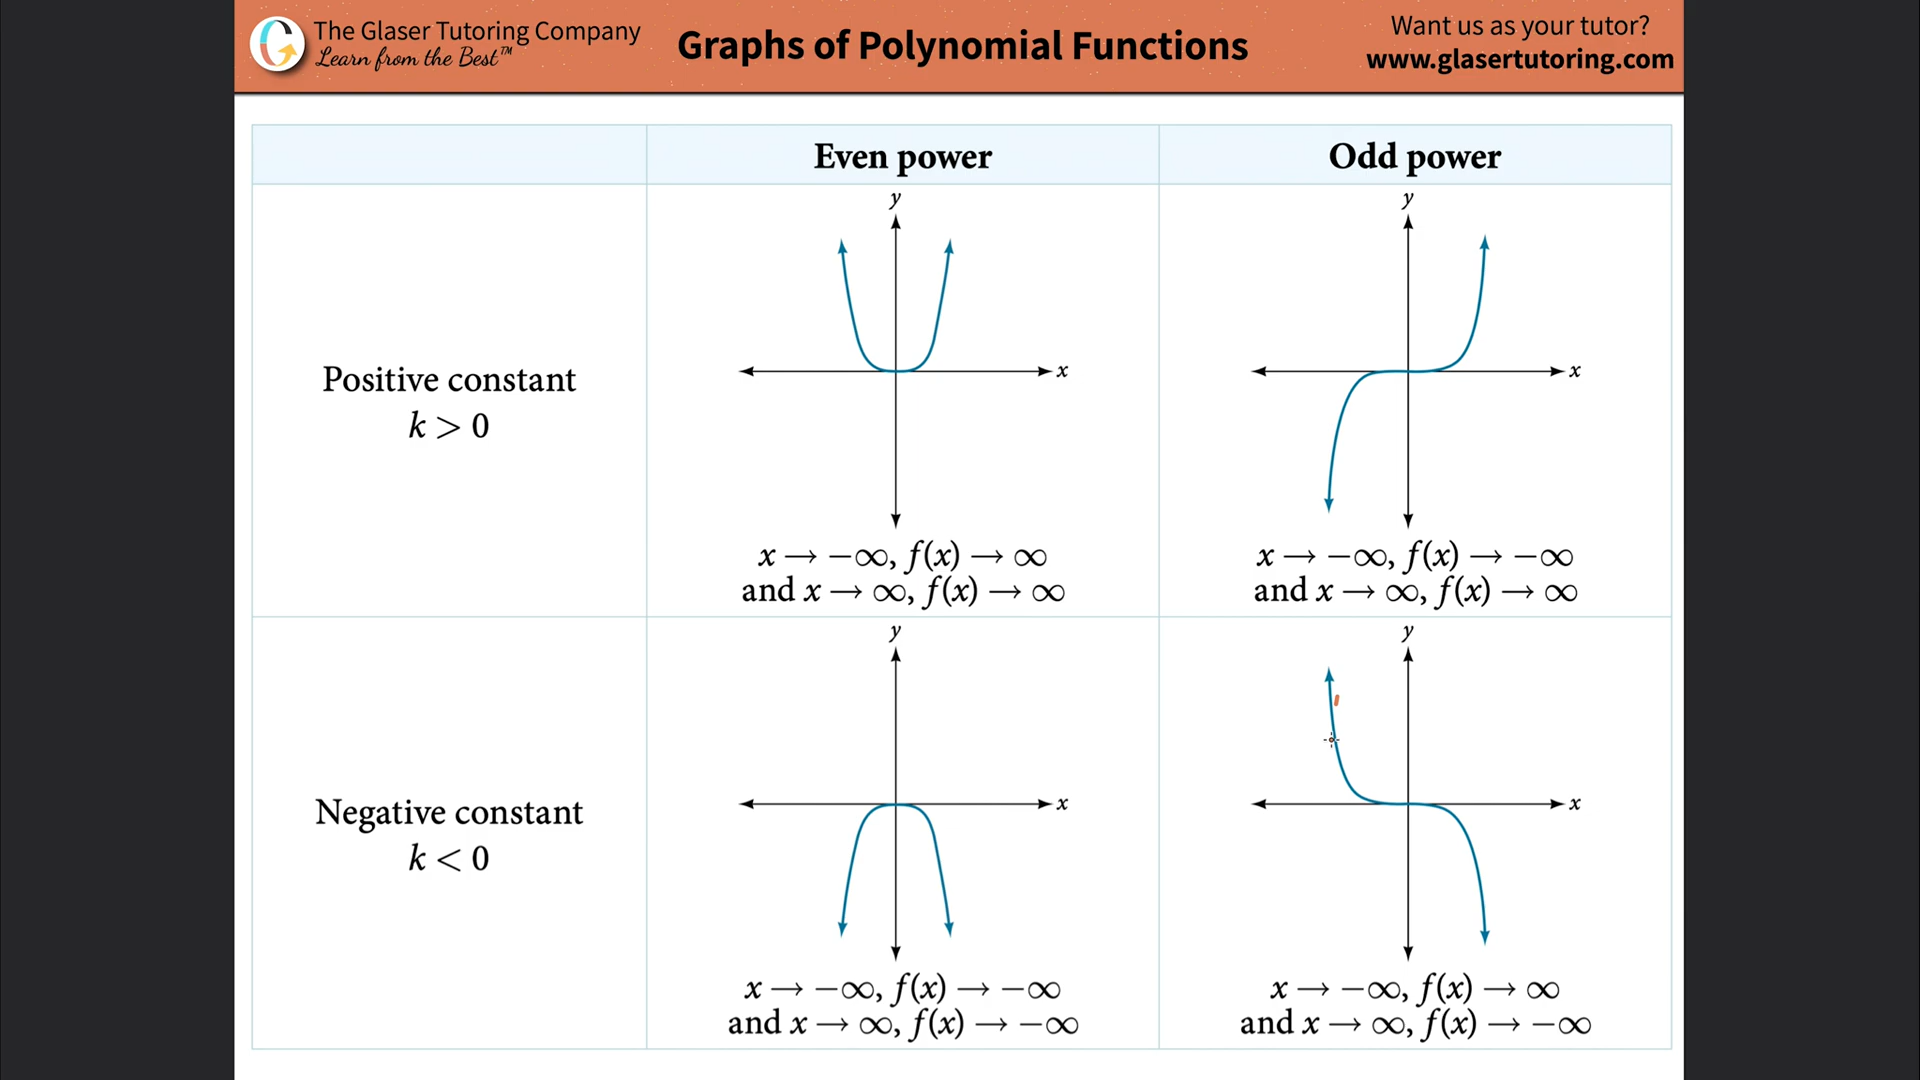 The Glaser Tutoring Company
Learn from the Best™
Graphs of Polynomial Functions
Want us as your tutor?
www.glasertutoring.com
Even power
Odd power
Positive constant
k > 0
y
x
x → −∞, f(x) → ∞
and x → ∞, f(x) → ∞
y
x
x → −∞, f(x) → −∞
and x → ∞, f(x) → ∞
Negative constant
k < 0
y
x
x → −∞, f(x) → −∞
and x → ∞, f(x) → −∞
y
x
x → −∞, f(x) → ∞
and x → ∞, f(x) → −∞